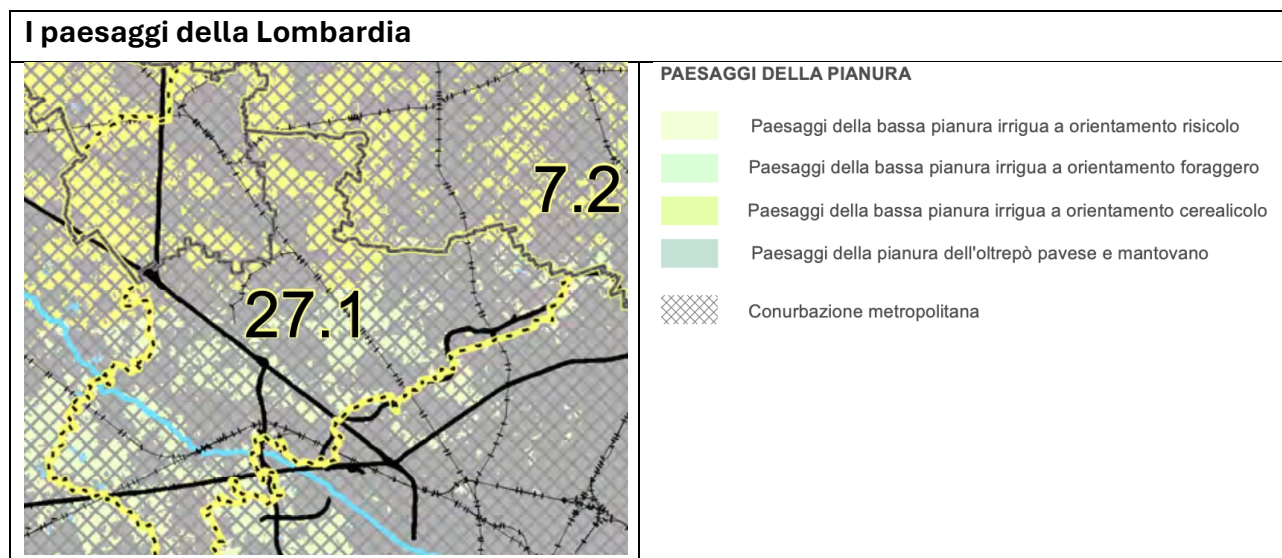 I paesaggi della Lombardia
7.2
27.1
PAESAGGI DELLA PIANURA
Paesaggi della bassa pianura irrigua a orientamento risicolo
Paesaggi della bassa pianura irrigua a orientamento foraggero
Paesaggi della bassa pianura irrigua a orientamento cerealicolo
Paesaggi della pianura dell'oltrepò pavese e mantovano
Conurbazione metropolitana